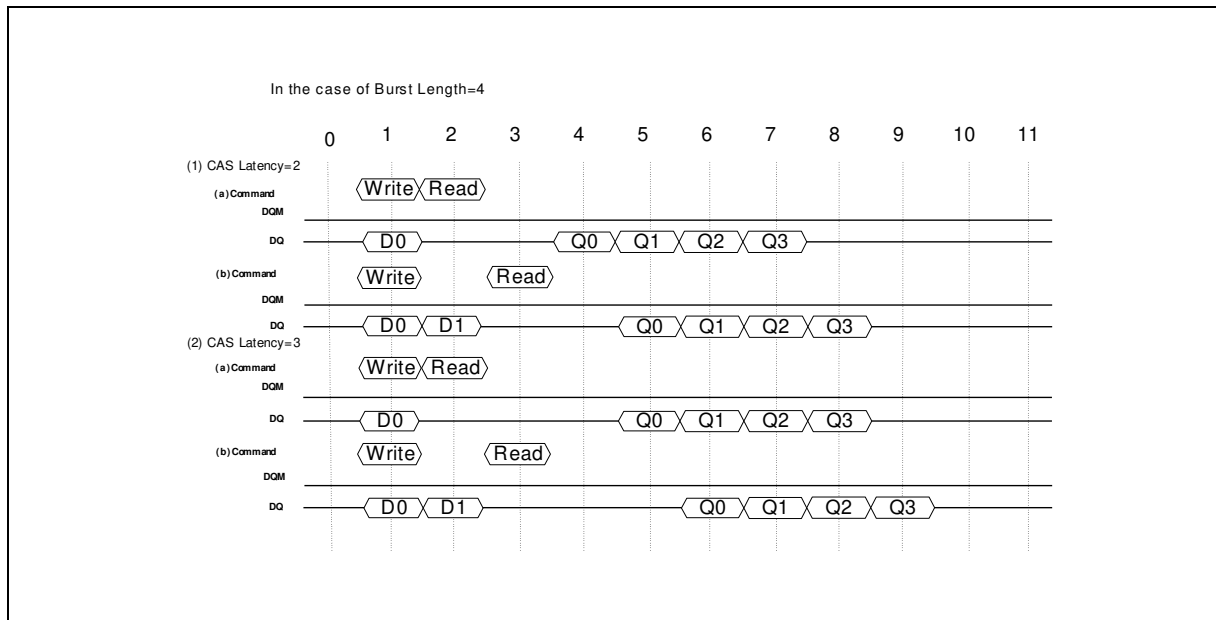 In the case of Burst Length=4
0 1 2 3 4 5 6 7 8 9 10 11
(1) CAS Latency=2
(a)Command Write Read
DQM
DQ D0 Q0 Q1 Q2 Q3
(b)Command Write Read
DQM
DQ D0 D1 Q0 Q1 Q2 Q3
(2) CAS Latency=3
(a)Command Write Read
DQM
DQ D0 Q0 Q1 Q2 Q3
(b)Command Write Read
DQM
DQ D0 D1 Q0 Q1 Q2 Q3